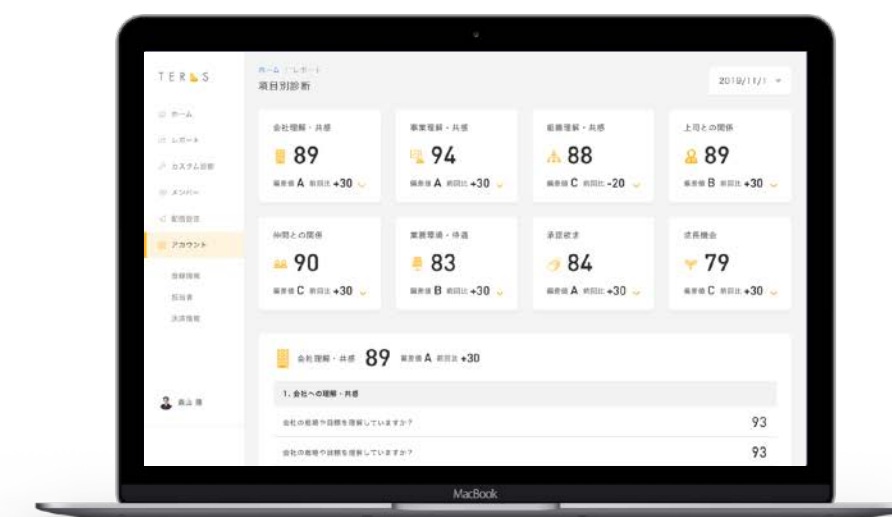 TERAS
ホーム / レポート
項目別診断
2019/11/1
ホーム
レポート
カスタム診断
メンバー
配信設定
アカウント
登録情報
担当者
決済情報
会社理解・共感
89
偏差値 A 前回比 +30
事業理解・共感
94
偏差値 A 前回比 +30
組織理解・共感
88
偏差値 C 前回比 -20
上司との関係
89
偏差値 B 前回比 +30
仲間との関係
90
偏差値 C 前回比 +30
業務環境・待遇
83
偏差値 B 前回比 +30
承認欲求
84
偏差値 A 前回比 +30
成長機会
79
偏差値 C 前回比 +30
会社理解・共感 89 偏差値 A 前回比 +30
1. 会社への理解・共感
会社の戦略や目標を理解していますか? 93
会社の戦略や目標を理解していますか? 93
MacBook